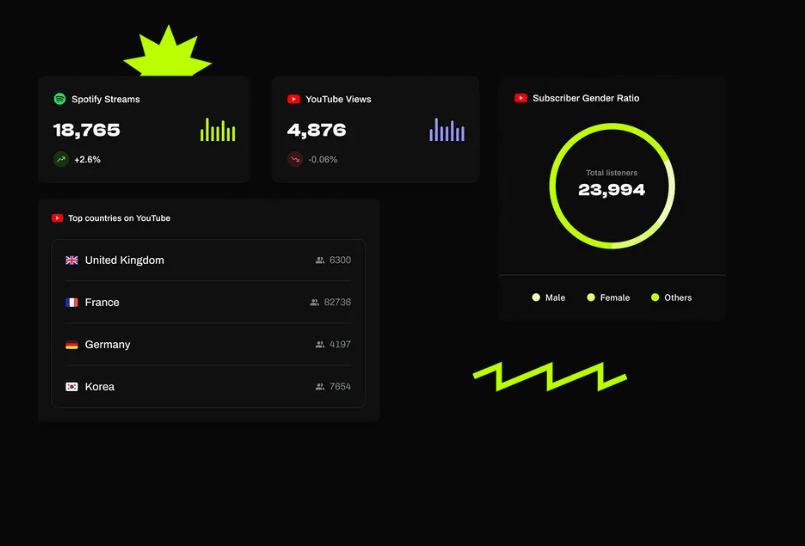 Spotify Streams
18,765
+2.6%
YouTube Views
4,876
-0.06%
Subscriber Gender Ratio
Total listeners
23,994
Male
Female
Others
Top countries on YouTube
United Kingdom 6300
France 82736
Germany 4197
Korea 7654